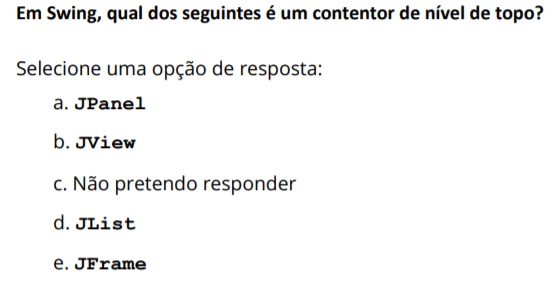 Em Swing, qual dos seguintes é um contentor de nível de topo?
Selecione uma opção de resposta:
a. JPanel
b. JView
c. Não pretendo responder
d. JList
e. JFrame